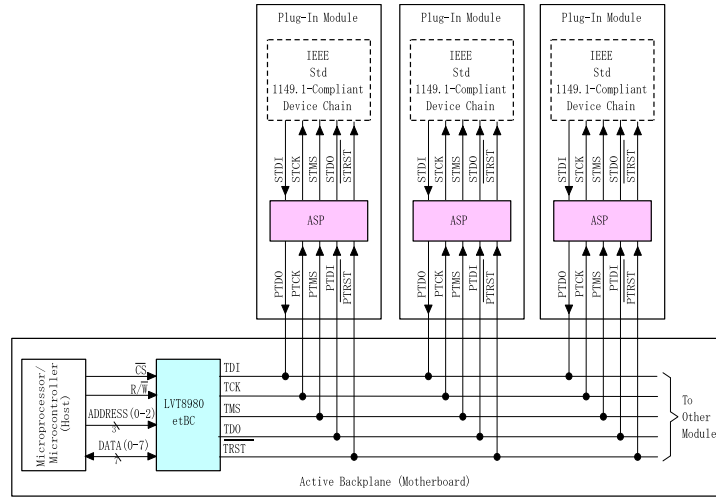 Plug-In Module
Plug-In Module
Plug-In Module
IEEE
Std
1149.1-Compliant
Device Chain
IEEE
Std
1149.1-Compliant
Device Chain
IEEE
Std
1149.1-Compliant
Device Chain
STDI
STCK
STMS
STDO
STRST
STDI
STCK
STMS
STDO
STRST
STDI
STCK
STMS
STDO
STRST
ASP
ASP
ASP
PTDO
PTCK
PTMS
PTDI
PTRST
PTDO
PTCK
PTMS
PTDI
PTRST
PTDO
PTCK
PTMS
PTDI
PTRST
Microprocessor/
Microcontroller
(Host)
CS
R/W
ADDRESS(0-2)
3
DATA(0-7)
LVT8980
etBC
TDI
TCK
TMS
TDO
TRST
To
Other
Module
Active Backplane (Motherboard)